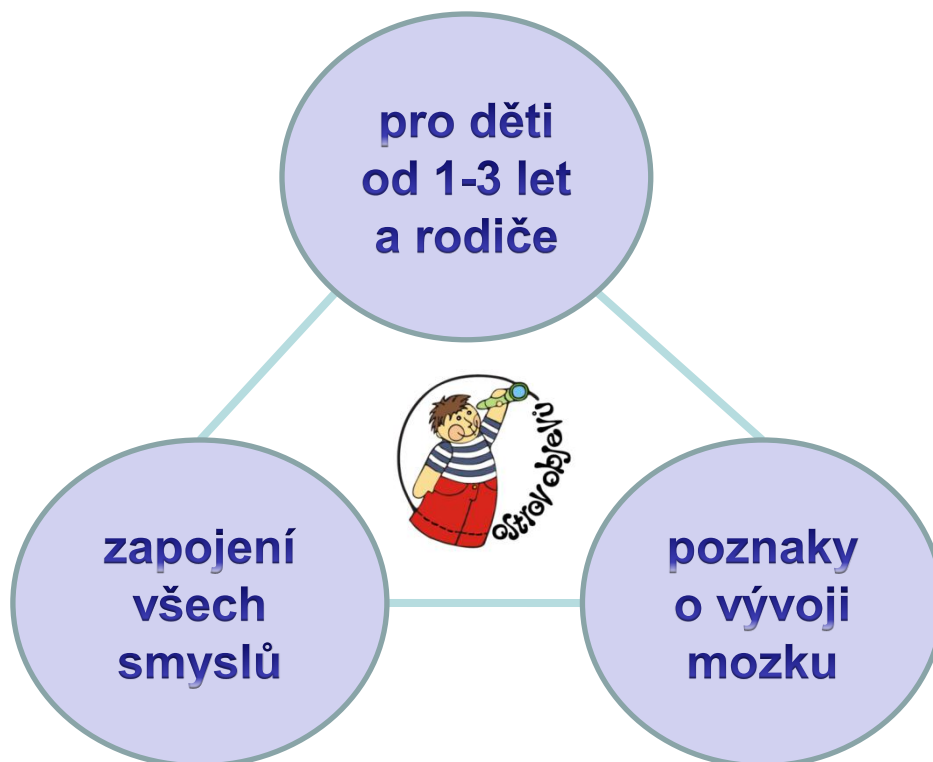 pro děti
od 1-3 let
a rodiče
ostrov objevů
zapojení
všech
smyslů
poznaky
o vývoji
mozku